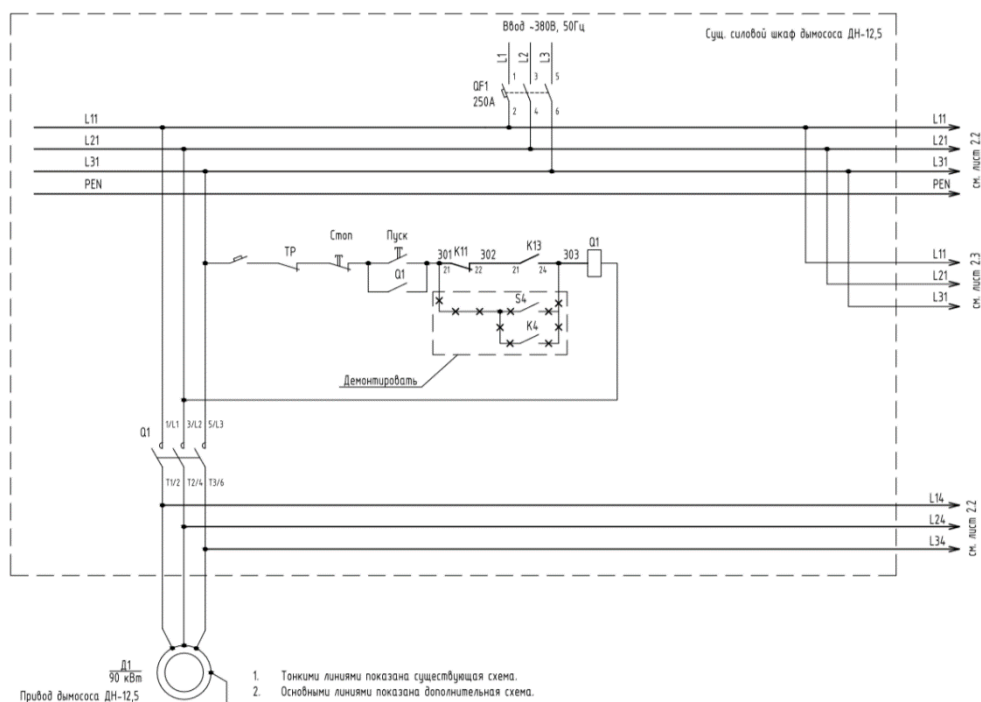 Ввод ~380В, 50Гц
Сущ. силовой шкаф дымососа ДН-12,5
L1 L2 L3
1 3 5
QF1
250А
2 4 6
L11 L11
L21 L21
L31 L31
PEN PEN
см. лист 2.2
ТР Стоп Пуск 301 К11 302 К13 303 Q1
Q1 21 22 21 24
S4
К4
Демонтировать
L11
L21
L31
см. лист 2.3
Q1 1/L1 3/L2 5/L3
T1/2 T2/4 T3/6
L14
L24
L34
см. лист 2.2
Д1
90 кВт
Привод дымососа ДН-12,5
1. Тонкими линиями показана существующая схема.
2. Основными линиями показана дополнительная схема.